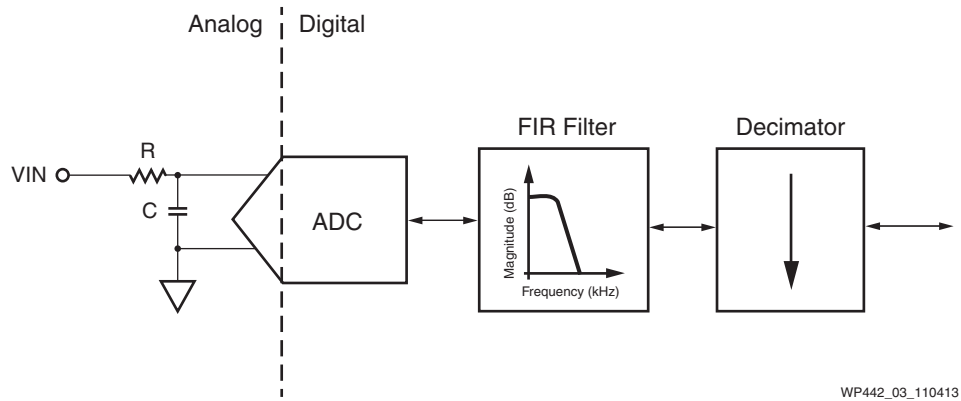 Analog
Digital
FIR Filter
Decimator
R
VIN
C
ADC
Magnitude (dB)
Frequency (kHz)
WP442_03_110413